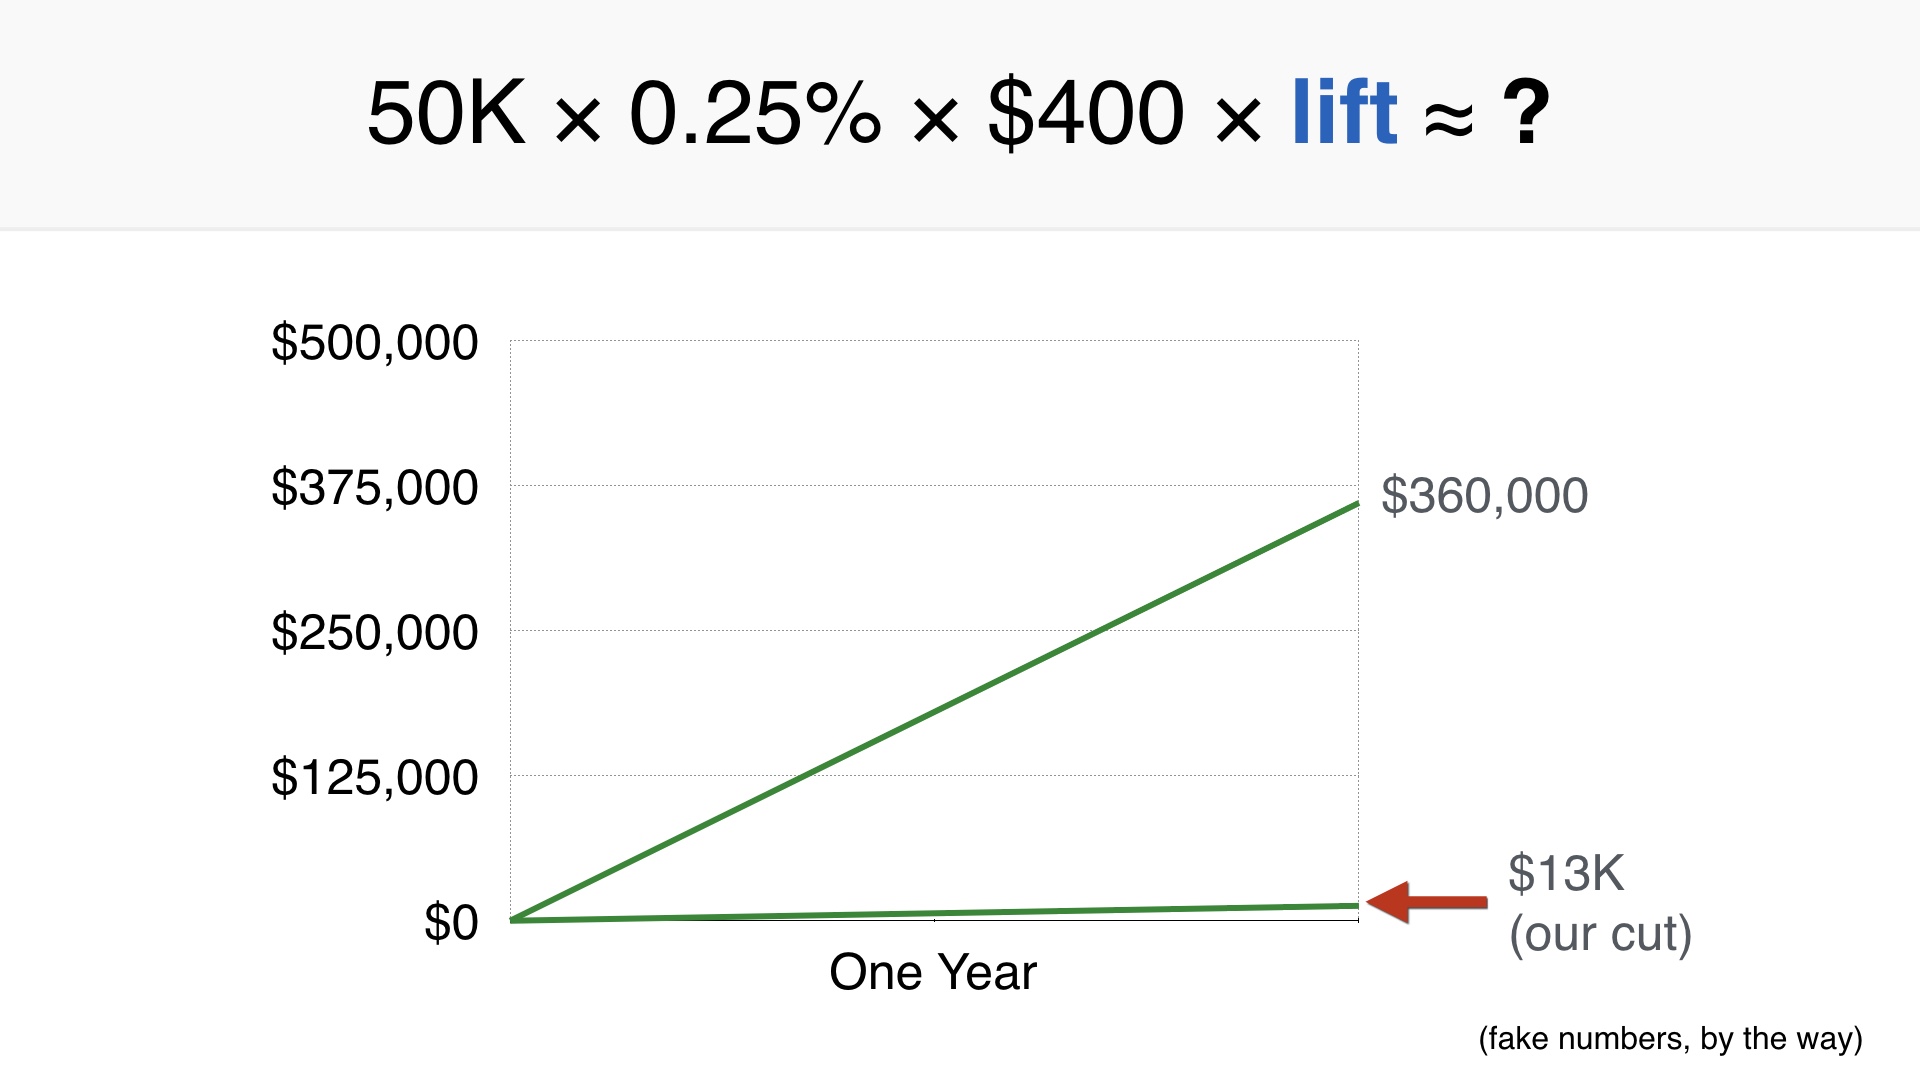 50K × 0.25% × $400 × lift ≈ ?
$500,000
$375,000
$360,000
$250,000
$125,000
$13K
(our cut)
$0
One Year
(fake numbers, by the way)